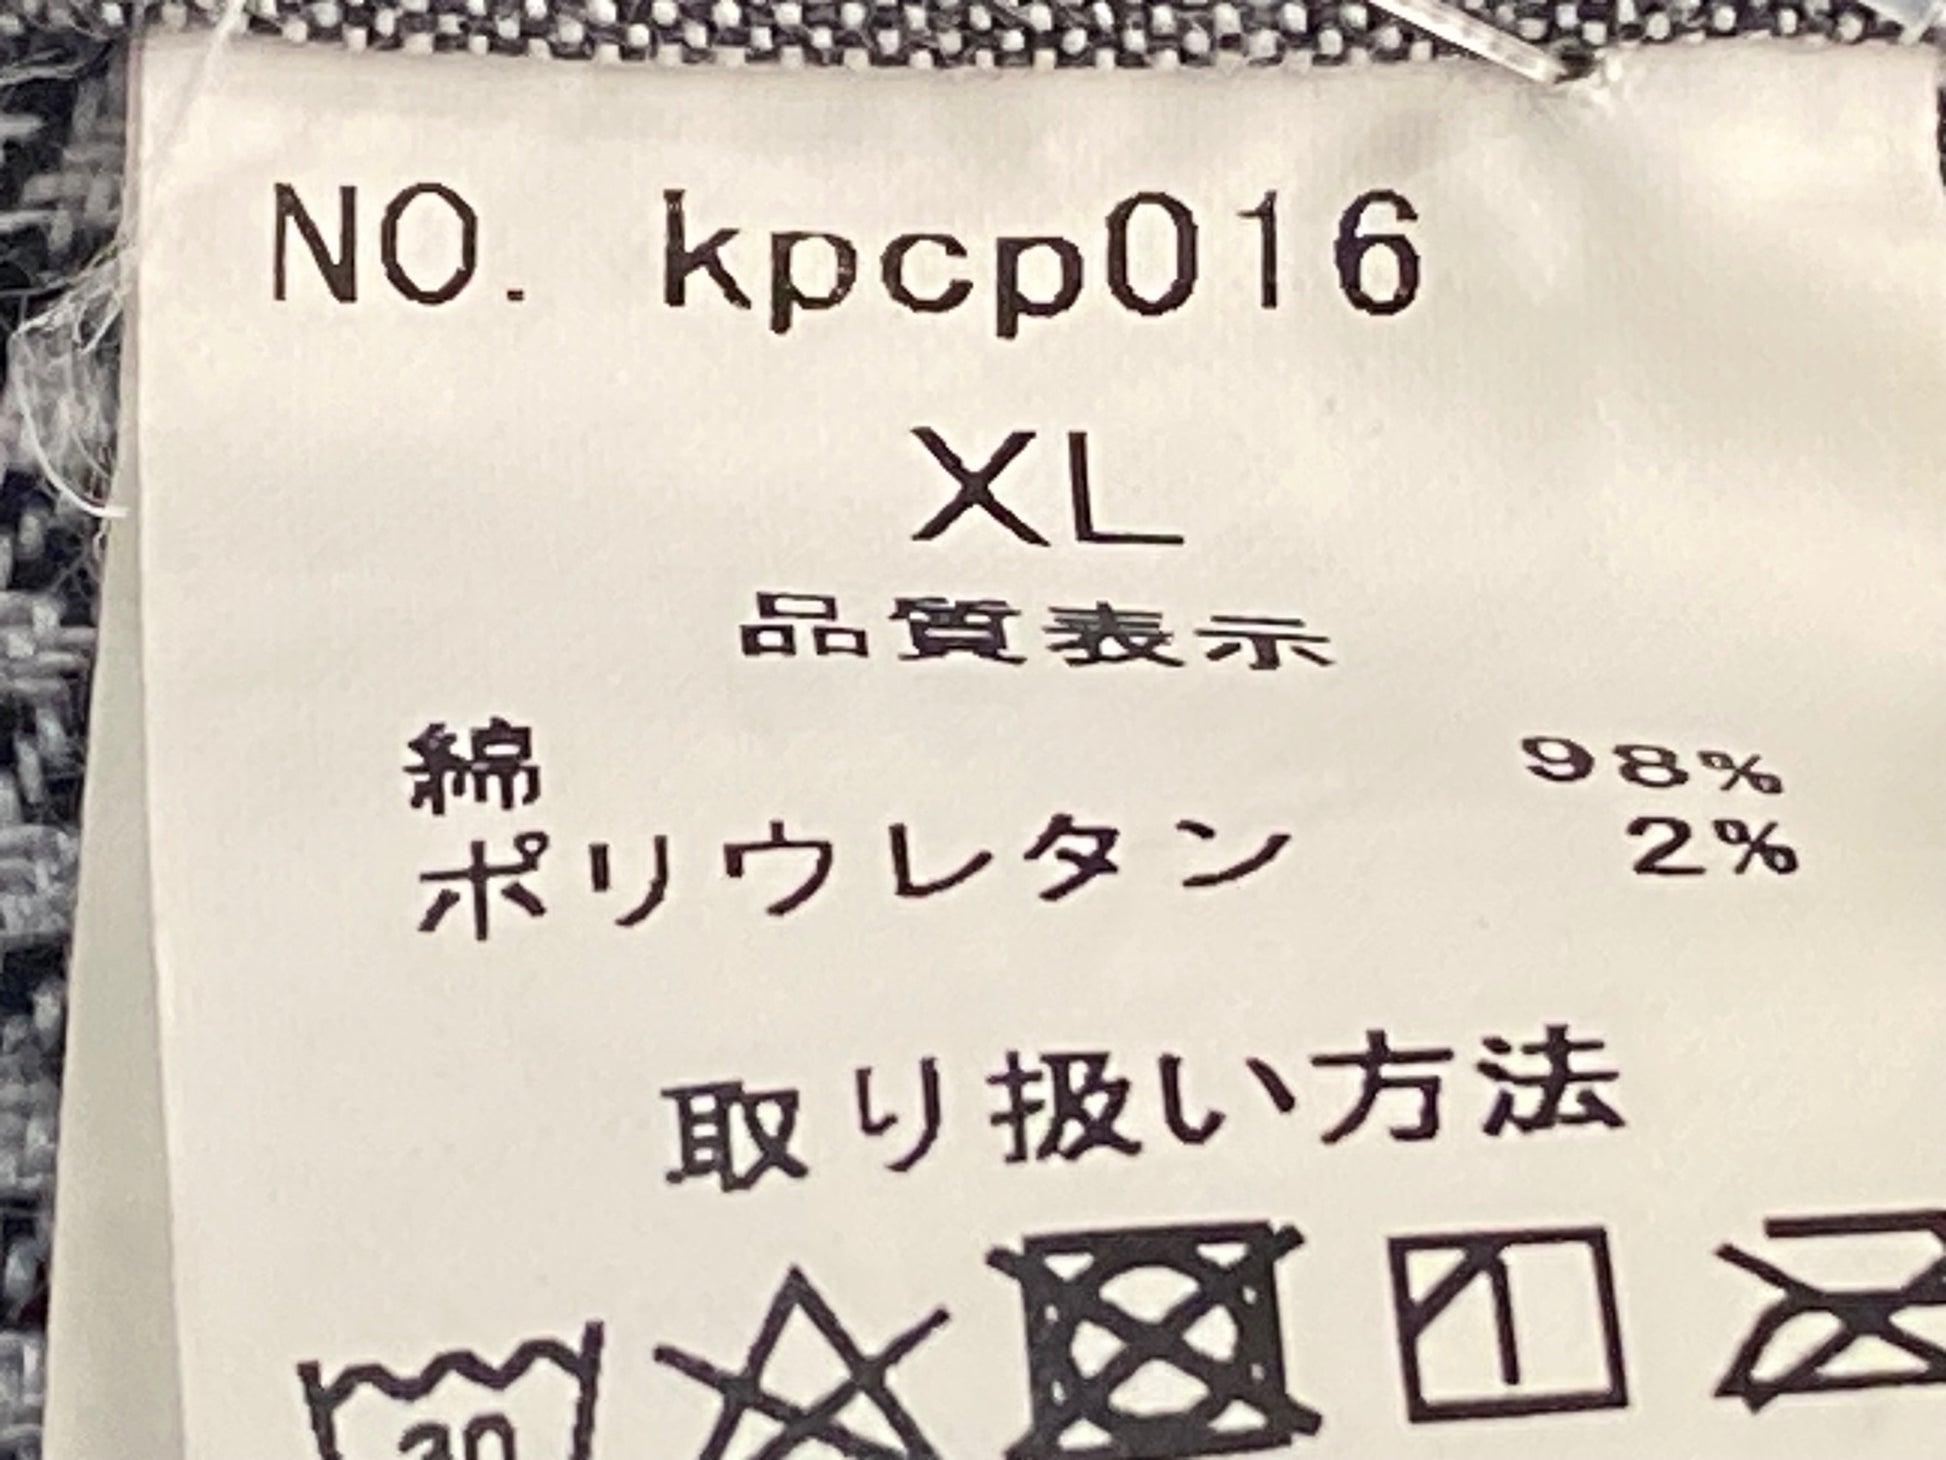 NO. kpcp016
XL
品質表示
綿 98%
ポリウレタン 2%
取り扱い方法
30